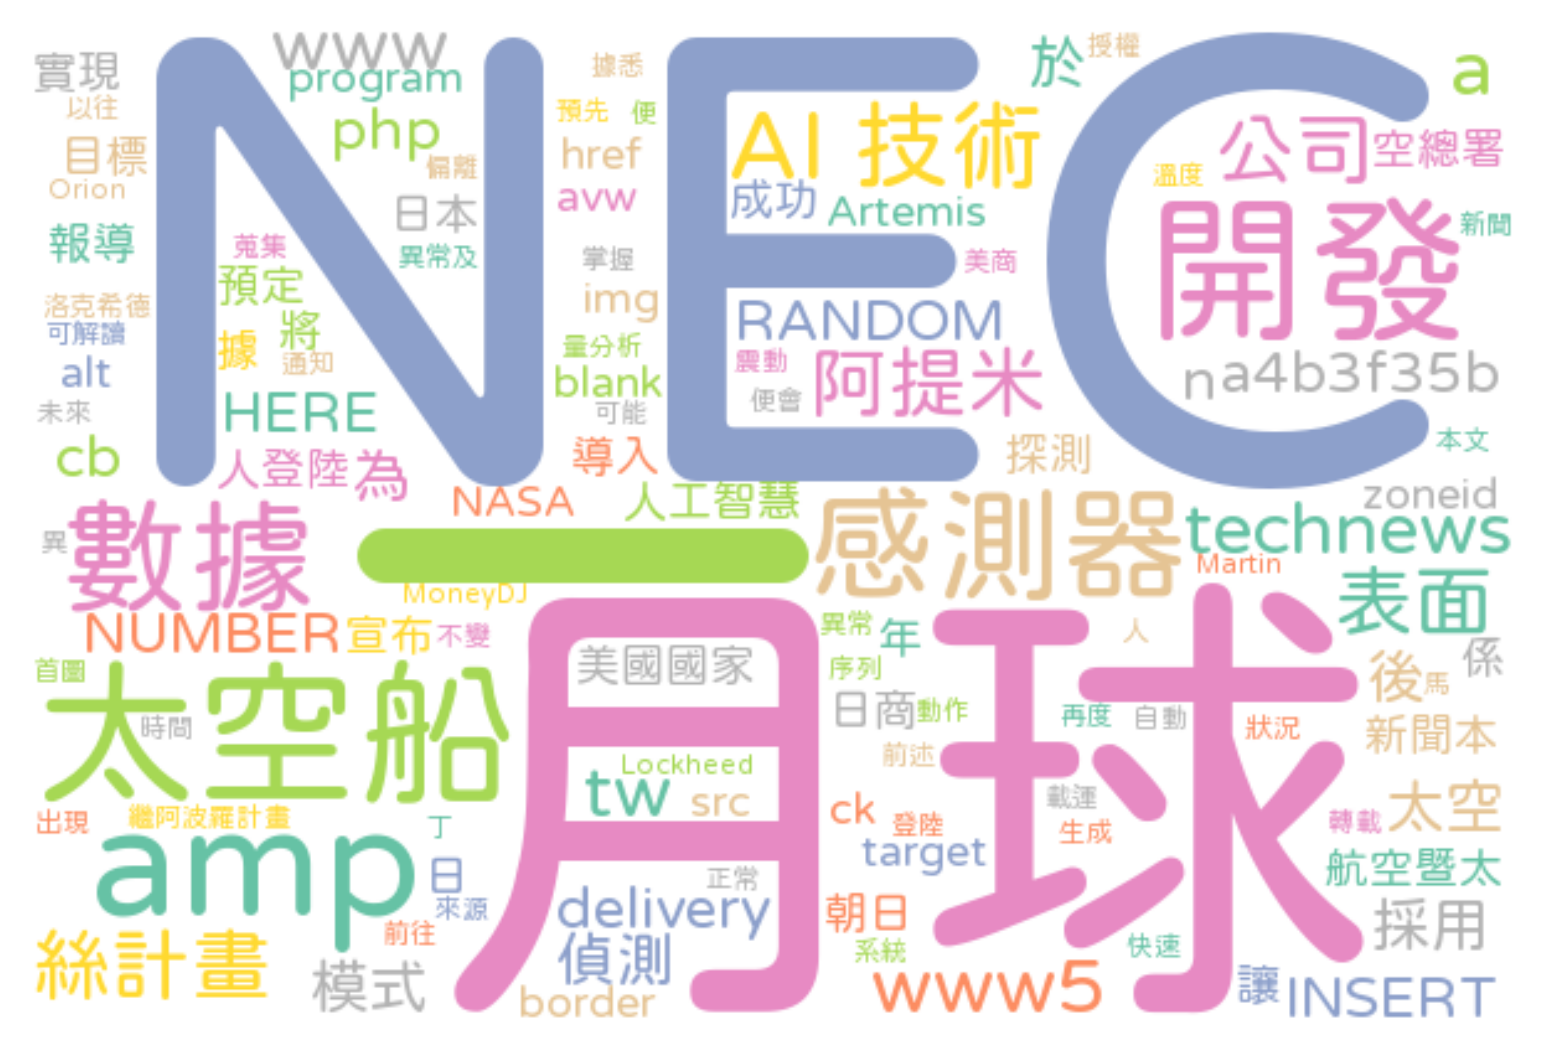 實現
www
據悉
於
授權
a
program
以往
預先
便
php
AI 技術
公司
空總署
目標
href
偏離
溫度
Orion
avw
成功
Artemis
日本
開發
新聞
報導
蒐集
異常及
掌握
美商
NEC
預定
img
洛克希德
可解讀
將
RANDOM
量分析
據
通知
震動
阿提米
alt
blank
na4b3f35b
便會
未來
HERE
可能
本文
cb
人登陸
為
導入
探測
NASA
人工智慧
zoneid
數據
一
感測器
technews
異
Martin
MoneyDJ
表面
NUMBER
宣布
不變
異常
年
人
係
首圖
美國國家
序列
後
馬
太空船
月球
日商
動作
再度
自動
狀況
新聞本
時間
前述
Lockheed
tw
src
載運
太空
出現
繼阿波羅計畫
丁
ck
登陸
生成
轉載
amp
target
日
正常
航空暨太
來源
delivery
朝日
採用
前往
偵測
系統
快速
絲計畫
模式
border
www5
讓
INSERT